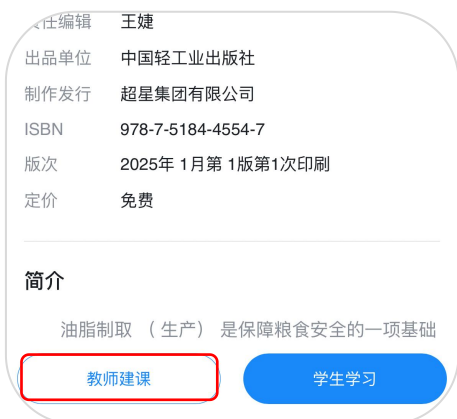 责任编辑 王婕
出品单位 中国轻工业出版社
制作发行 超星集团有限公司
ISBN 978-7-5184-4554-7
版次 2025年 1月第 1版第1次印刷
定价 免费
简介
油脂制取 （ 生产） 是保障粮食安全的一项基础
教师建课 学生学习